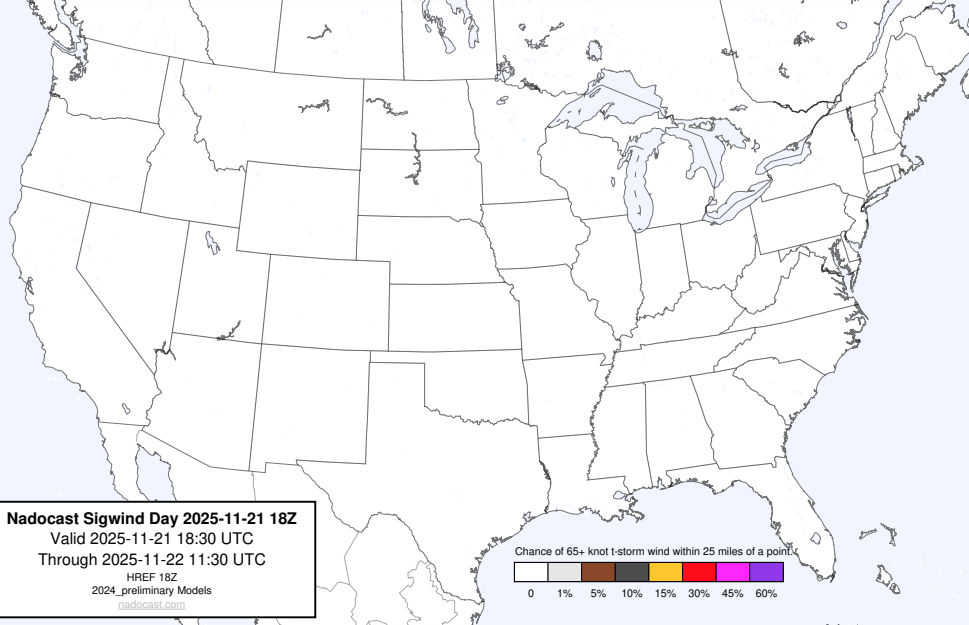 Nadocast Sigwind Day 2025-11-21 18Z
Valid 2025-11-21 18:30 UTC
Through 2025-11-22 11:30 UTC
HREF 18Z
2024_preliminary Models
nadocast.com
Chance of 65+ knot t-storm wind within 25 miles of a point.
0 1% 5% 10% 15% 30% 45% 60%